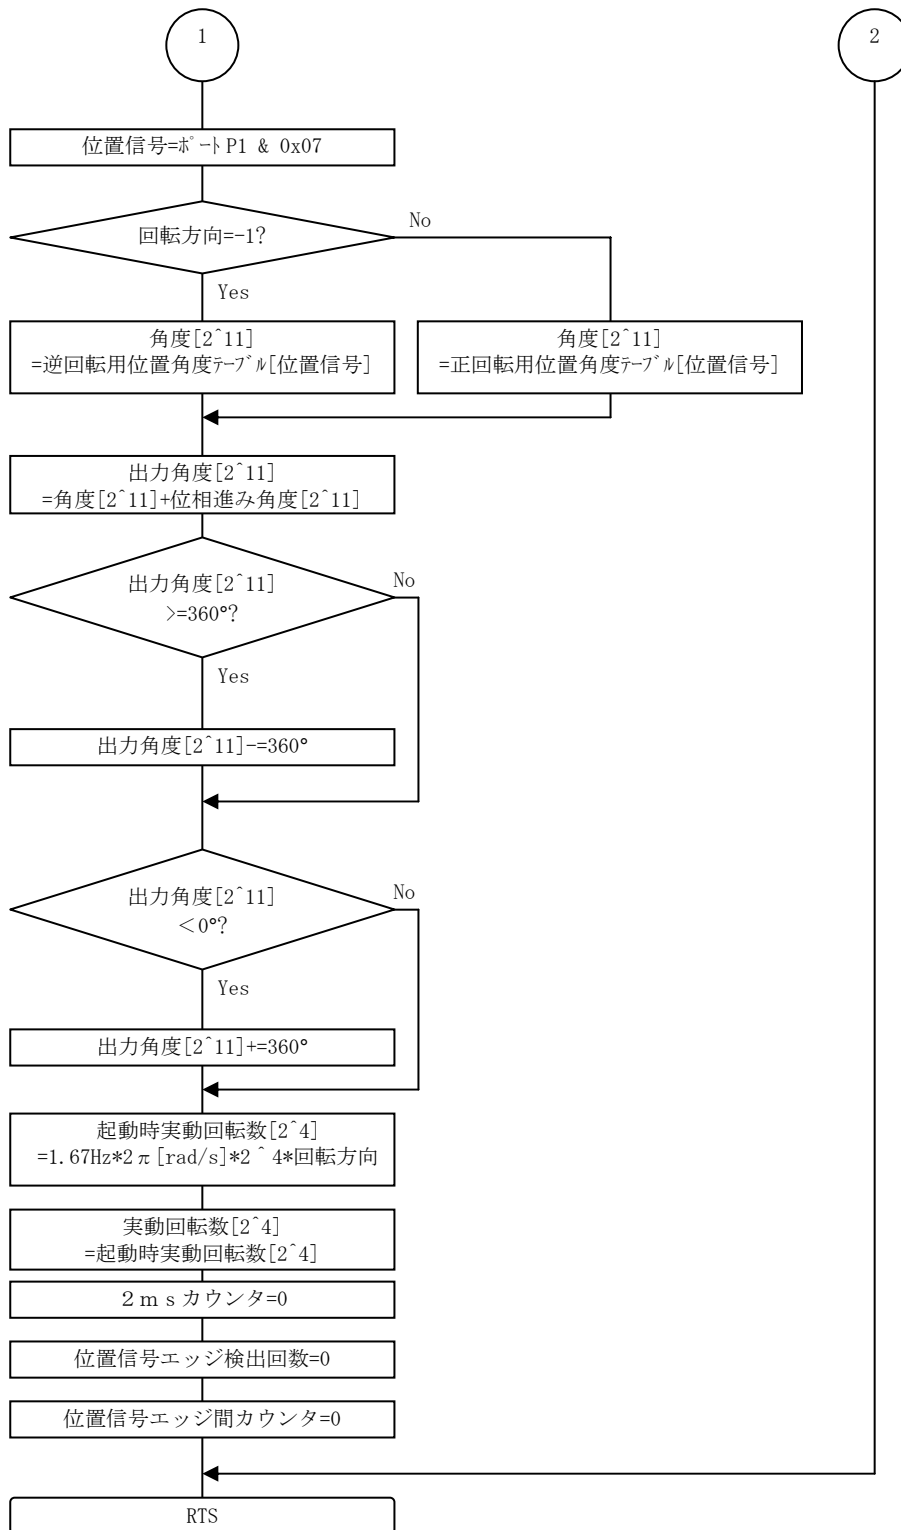 1
2
位置信号=ﾎﾟｰﾄP1 & 0x07
回転方向=-1?
No
Yes
角度[2^11]
=逆回転用位置角度ﾃｰﾌﾞﾙ[位置信号]
角度[2^11]
=正回転用位置角度ﾃｰﾌﾞﾙ[位置信号]
出力角度[2^11]
=角度[2^11]+位相進み角度[2^11]
出力角度[2^11]
>=360°?
No
Yes
出力角度[2^11]-=360°
出力角度[2^11]
＜0°?
No
Yes
出力角度[2^11]+=360°
起動時実動回転数[2^4]
=1.67Hz*2π[rad/s]*2^4*回転方向
実動回転数[2^4]
=起動時実動回転数[2^4]
２ｍｓカウンタ=0
位置信号エッジ検出回数=0
位置信号エッジ間カウンタ=0
RTS